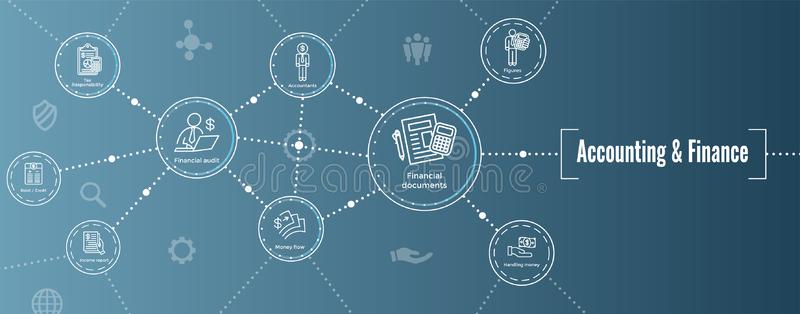 Tax
Responsibility
Accountants
Figures
Financial audit
Accounting & Finance
Debit / Credit
Financial
documents
Income report
Money flow
Handling money
dreamstime